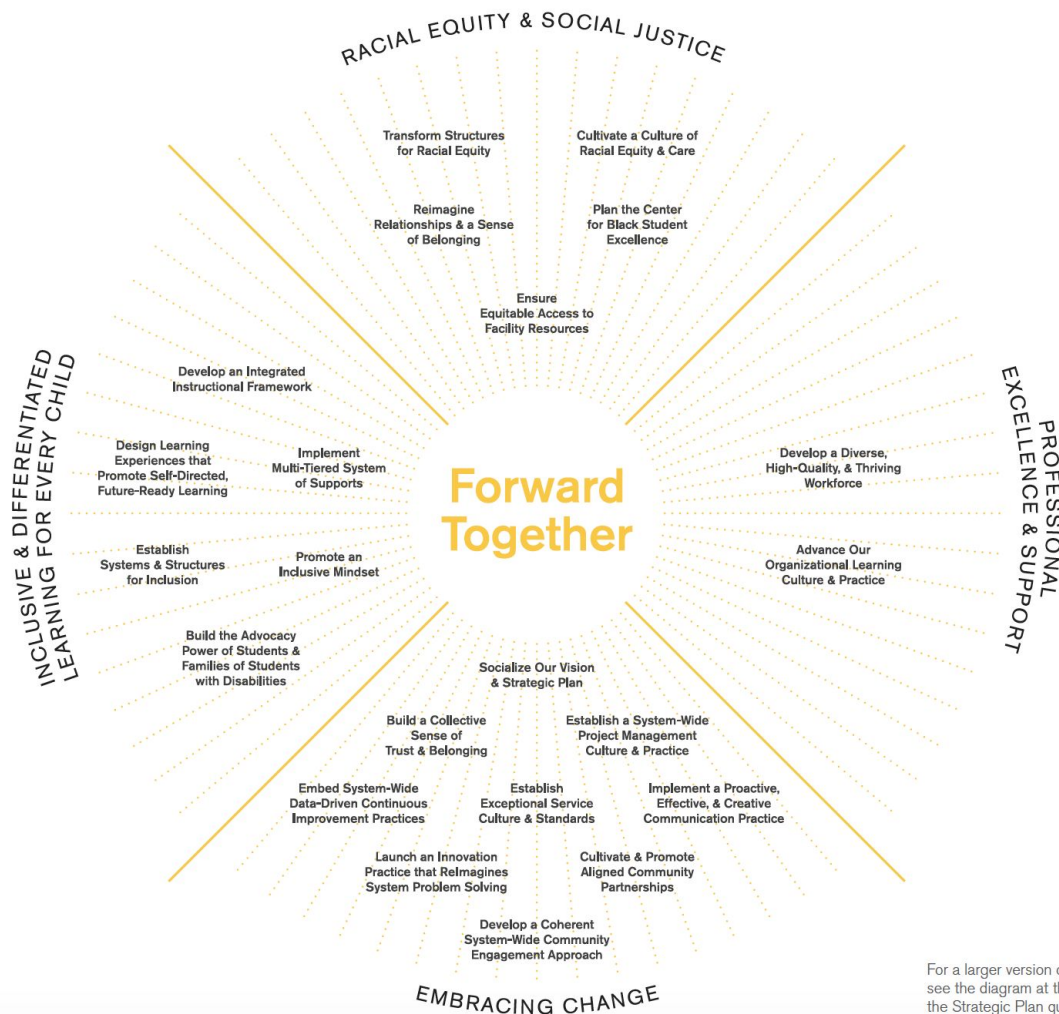 RACIAL EQUITY & SOCIAL JUSTICE
Transform Structures
for Racial Equity
Cultivate a Culture of
Racial Equity & Care
Reimagine
Relationships & a Sense
of Belonging
Plan the Center
for Black Student
Excellence
Ensure
Equitable Access to
Facility Resources
INCLUSIVE & DIFFERENTIATED
LEARNING FOR EVERY CHILD
Develop an Integrated
Instructional Framework
Design Learning
Experiences that
Promote Self-Directed,
Future-Ready Learning
Implement
Multi-Tiered System
of Supports
Establish
Systems & Structures
for Inclusion
Promote an
Inclusive Mindset
Build the Advocacy
Power of Students &
Families of Students
with Disabilities
Forward
Together
PROFESSIONAL
EXCELLENCE & SUPPORT
Develop a Diverse,
High-Quality, & Thriving
Workforce
Advance Our
Organizational Learning
Culture & Practice
Socialize Our Vision
& Strategic Plan
Build a Collective
Sense of
Trust & Belonging
Establish a System-Wide
Project Management
Culture & Practice
Embed System-Wide
Data-Driven Continuous
Improvement Practices
Establish
Exceptional Service
Culture & Standards
Implement a Proactive,
Effective, & Creative
Communication Practice
Launch an Innovation
Practice that ReImagines
System Problem Solving
Cultivate & Promote
Aligned Community
Partnerships
Develop a Coherent
System-Wide Community
Engagement Approach
EMBRACING CHANGE
For a larger version
see the diagram at
the Strategic Plan